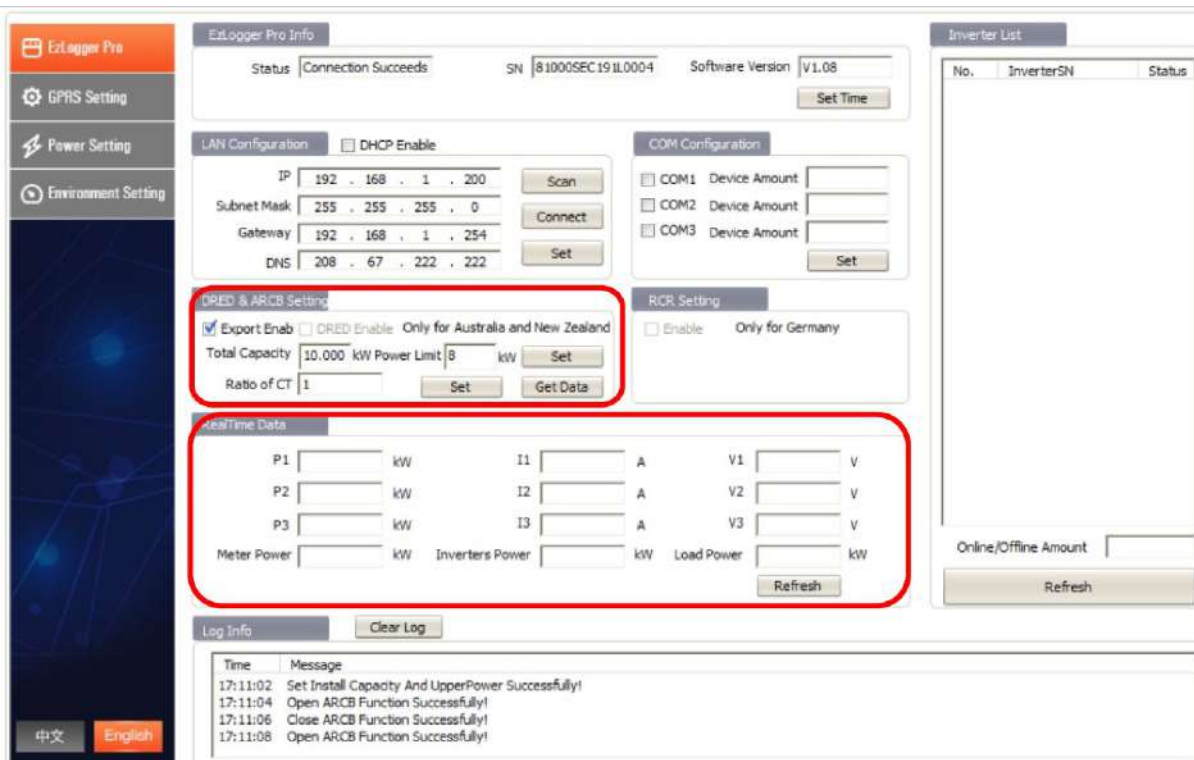 EzLogger Pro
GPRS Setting
Power Setting
Environment Setting
中文 English
EzLogger Pro Info
Status Connection Succeeds SN 81000SEC191L0004 Software Version V1.08
Set Time
LAN Configuration DHCP Enable
IP 192 . 168 . 1 . 200 Scan
Subnet Mask 255 . 255 . 255 . 0
Connect
Gateway 192 . 168 . 1 . 254
DNS 208 . 67 . 222 . 222 Set
COM Configuration
COM1 Device Amount
COM2 Device Amount
COM3 Device Amount
Set
DRED & ARCB Setting
Export Enab DRED Enable Only for Australia and New Zealand
Total Capacity 10.000 kW Power Limit 8 kW Set
Ratio of CT 1 Set Get Data
RCR Setting
Enable Only for Germany
RealTime Data
P1 kW I1 A V1 V
P2 kW I2 A V2 V
P3 kW I3 A V3 V
Meter Power kW Inverters Power kW Load Power kW
Refresh
Log Info Clear Log
Time Message
17:11:02 Set Install Capacity And UpperPower Successfully!
17:11:04 Open ARCB Function Successfully!
17:11:06 Close ARCB Function Successfully!
17:11:08 Open ARCB Function Successfully!
Inverter List
No. InverterSN Status
Online/Offline Amount
Refresh